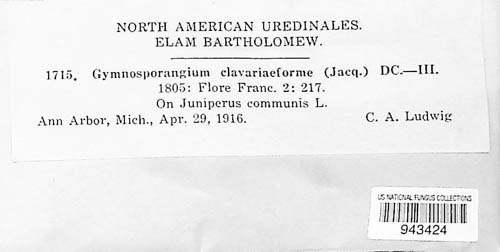 NORTH AMERICAN UREDINALES.
ELAM BARTHOLOMEW.
1715. Gymnosporangium clavariaeforme (Jacq.) DC.—III.
1805: Flore Franc. 2: 217.
On Juniperus communis L.
Ann Arbor, Mich., Apr. 29, 1916. C. A. Ludwig
US NATIONAL FUNGUS COLLECTIONS
943424